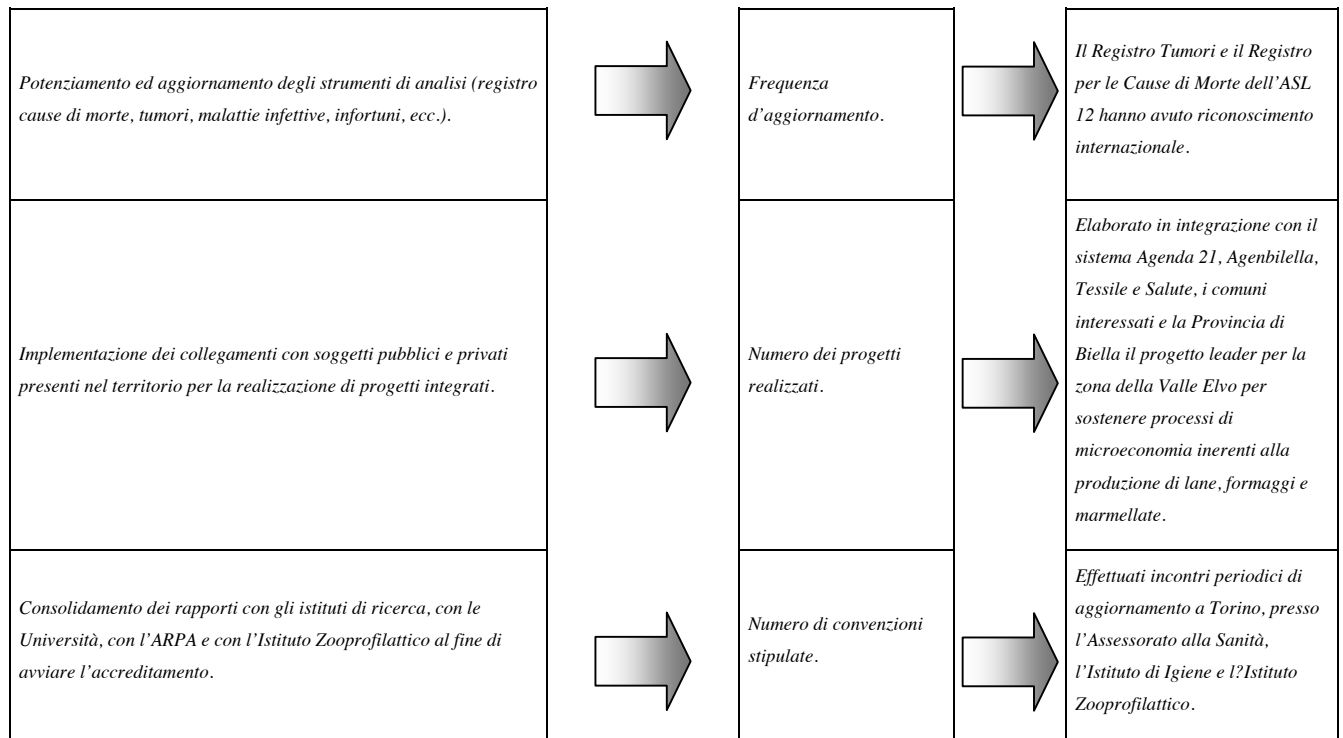 Potenziamento ed aggiornamento degli strumenti di analisi (registro
cause di morte, tumori, malattie infettive, infortuni, ecc.).
Frequenza
d'aggiornamento.
Il Registro Tumori e il Registro
per le Cause di Morte dell'ASL
12 hanno avuto riconoscimento
internazionale.
Implementazione dei collegamenti con soggetti pubblici e privati
presenti nel territorio per la realizzazione di progetti integrati.
Numero dei progetti
realizzati.
Elaborato in integrazione con il
sistema Agenda 21, Agenbilella,
Tessile e Salute, i comuni
interessati e la Provincia di
Biella il progetto leader per la
zona della Valle Elvo per
sostenere processi di
microeconomia inerenti alla
produzione di lane, formaggi e
marmellate.
Consolidamento dei rapporti con gli istituti di ricerca, con le
Università, con l'ARPA e con l'Istituto Zooprofilattico al fine di
avviare l'accreditamento.
Numero di convenzioni
stipulate.
Effettuati incontri periodici di
aggiornamento a Torino, presso
l'Assessorato alla Sanità,
l'Istituto di Igiene e l?Istituto
Zooprofilattico.